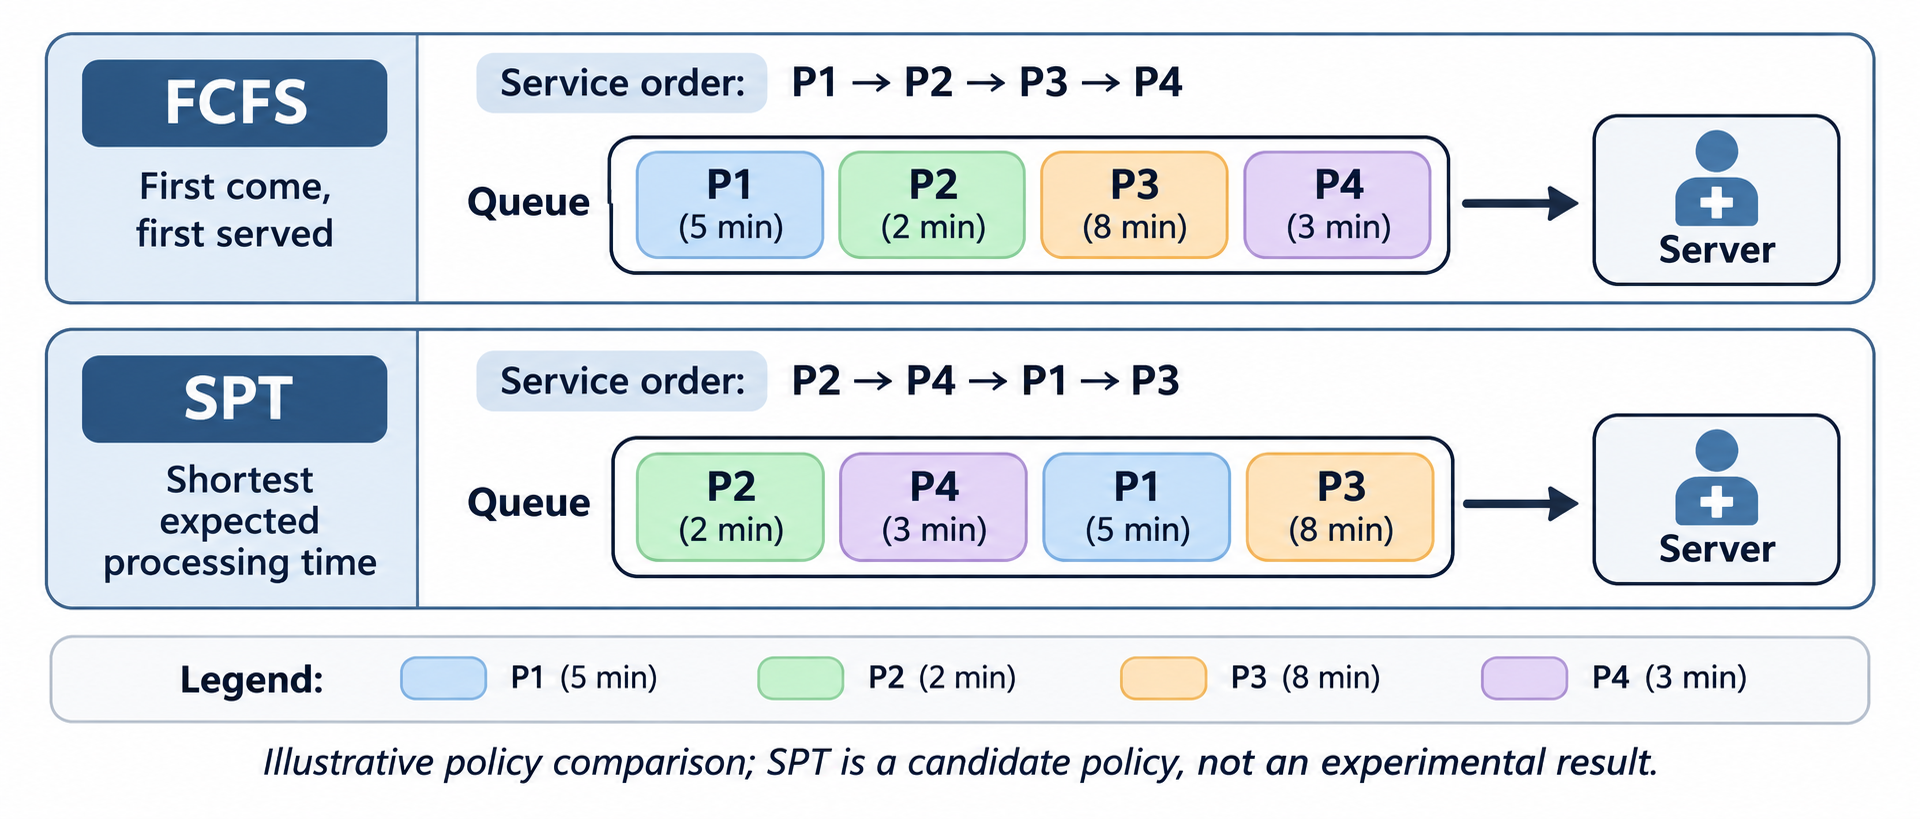 FCFS
First come,
first served
Service order: P1 → P2 → P3 → P4
Queue
P1
(5 min)
P2
(2 min)
P3
(8 min)
P4
(3 min)
Server
SPT
Shortest
expected
processing time
Service order: P2 → P4 → P1 → P3
Queue
P2
(2 min)
P4
(3 min)
P1
(5 min)
P3
(8 min)
Server
Legend: P1 (5 min) P2 (2 min) P3 (8 min) P4 (3 min)
Illustrative policy comparison; SPT is a candidate policy, not an experimental result.